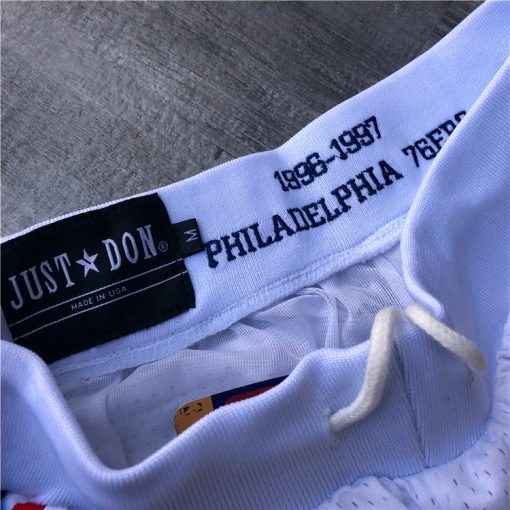 1996-1997
PHILADELPHIA 76ERS
JUST ★ DON®
MADE IN USA
M